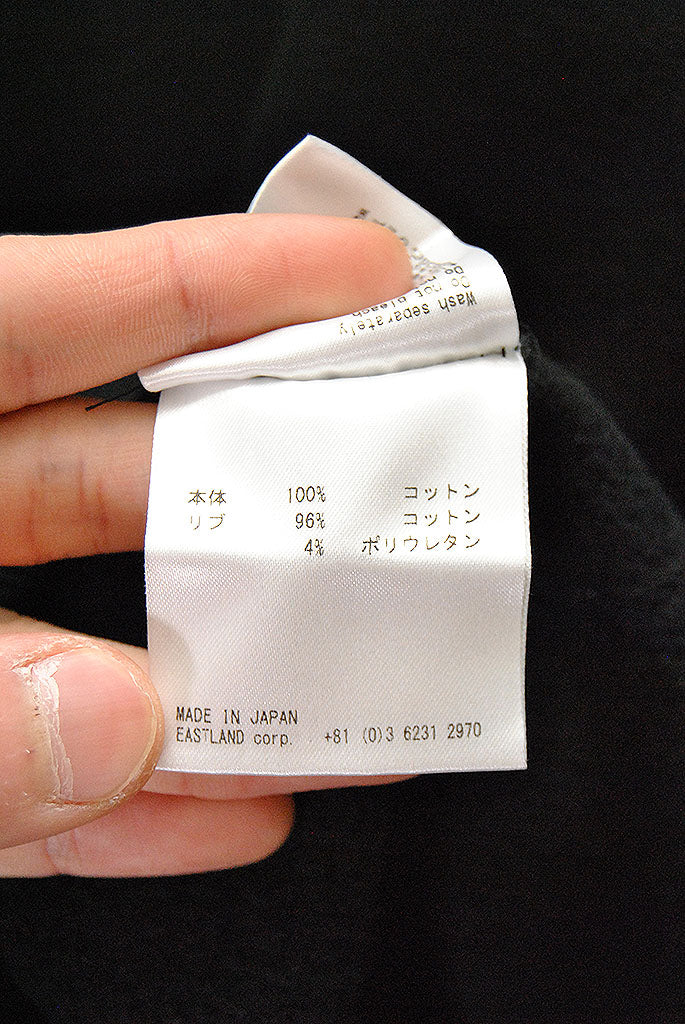 Wash separately
Do not bleach
本体 100% コットン
リブ 96% コットン
4% ポリウレタン
MADE IN JAPAN
EASTLAND corp. +81 (0)3 6231 2970